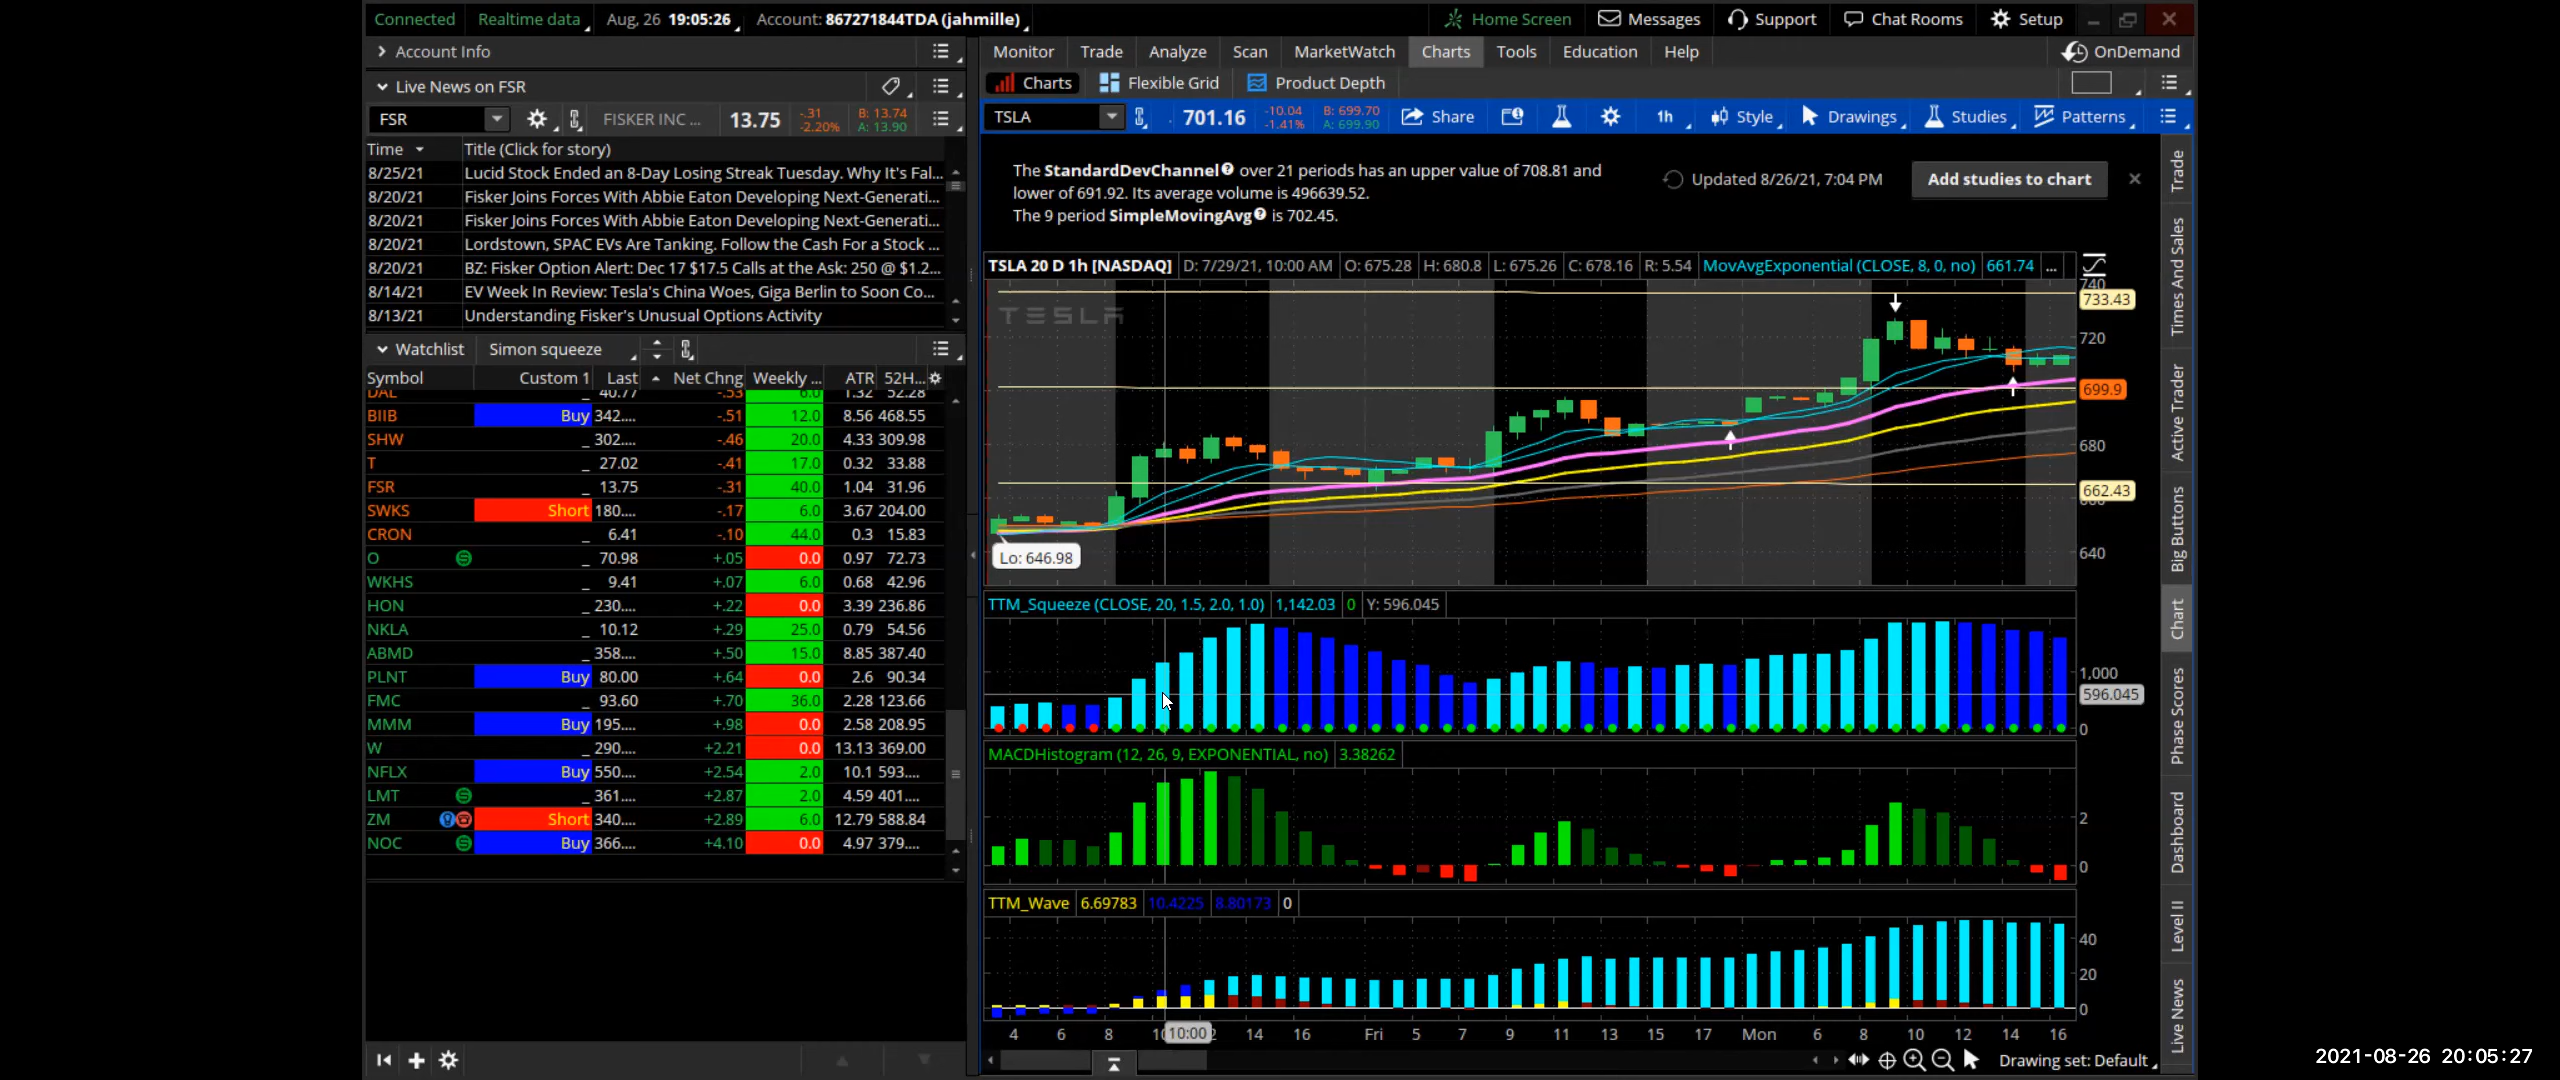 Connected Realtime data Aug, 26 19:05:26 Account: 867271844TDA (jahmille) Home Screen Messages Support Chat Rooms Setup
Account Info
Live News on FSR
FSR FISKER INC ... 13.75 -.31 -2.20% B: 13.74 A: 13.90
Time Title (Click for story)
8/25/21 Lucid Stock Ended an 8-Day Losing Streak Tuesday. Why It's Fal...
8/20/21 Fisker Joins Forces With Abbie Eaton Developing Next-Generati...
8/20/21 Fisker Joins Forces With Abbie Eaton Developing Next-Generati...
8/20/21 Lordstown, SPAC EVs Are Tanking. Follow the Cash For a Stock ...
8/20/21 BZ: Fisker Option Alert: Dec 17 $17.5 Calls at the Ask: 250 @ $1.2...
8/14/21 EV Week In Review: Tesla's China Woes, Giga Berlin to Soon Co...
8/13/21 Understanding Fisker's Unusual Options Activity
Watchlist Simon squeeze
Symbol Custom 1 Last Net Chng Weekly ... ATR 52H...
DAL _ 40.77 -.53 6.0 1.32 52.28
BIIB Buy 342.... -.51 12.0 8.56 468.55
SHW _ 302.... -.46 20.0 4.33 309.98
T _ 27.02 -.41 17.0 0.32 33.88
FSR _ 13.75 -.31 40.0 1.04 31.96
SWKS Short 180.... -.17 6.0 3.67 204.00
CRON _ 6.41 -.10 44.0 0.3 15.83
O _ 70.98 +.05 0.0 0.97 72.73
WKHS _ 9.41 +.07 6.0 0.68 42.96
HON _ 230.... +.22 0.0 3.39 236.86
NKLA _ 10.12 +.29 25.0 0.79 54.56
ABMD _ 358.... +.50 15.0 8.85 387.40
PLNT Buy 80.00 +.64 0.0 2.6 90.34
FMC _ 93.60 +.70 36.0 2.28 123.66
MMM Buy 195.... +.98 0.0 2.58 208.95
W _ 290.... +2.21 0.0 13.13 369.00
NFLX Buy 550.... +2.54 2.0 10.1 593....
LMT _ 361.... +2.87 2.0 4.59 401....
ZM Short 340.... +2.89 6.0 12.79 588.84
NOC Buy 366.... +4.10 0.0 4.97 379....
Monitor Trade Analyze Scan MarketWatch Charts Tools Education Help OnDemand
Charts Flexible Grid Product Depth
TSLA 701.16 -10.04 -1.41% B: 699.70 A: 699.90 Share 1h Style Drawings Studies Patterns
The StandardDevChannel over 21 periods has an upper value of 708.81 and
lower of 691.92. Its average volume is 496639.52.
The 9 period SimpleMovingAvg is 702.45.
Updated 8/26/21, 7:04 PM Add studies to chart
TSLA 20 D 1h [NASDAQ] D: 7/29/21, 10:00 AM O: 675.28 H: 680.8 L: 675.26 C: 678.16 R: 5.54 MovAvgExponential (CLOSE, 8, 0, no) 661.74 ...
TESLA
740
733.43
720
699.9
680
662.43
640
Lo: 646.98
TTM_Squeeze (CLOSE, 20, 1.5, 2.0, 1.0) 1,142.03 0 Y: 596.045
1,000
596.045
0
MACDHistogram (12, 26, 9, EXPONENTIAL, no) 3.38262
2
0
TTM_Wave 6.69783 10.4225 8.80173 0
40
20
0
4 6 8 10:00 14 16 Fri 5 7 9 11 13 15 17 Mon 6 8 10 12 14 16
Drawing set: Default
Trade
Times And Sales
Active Trader
Big Buttons
Chart
Phase Scores
Dashboard
Level II
Live News
2021-08-26 20:05:27